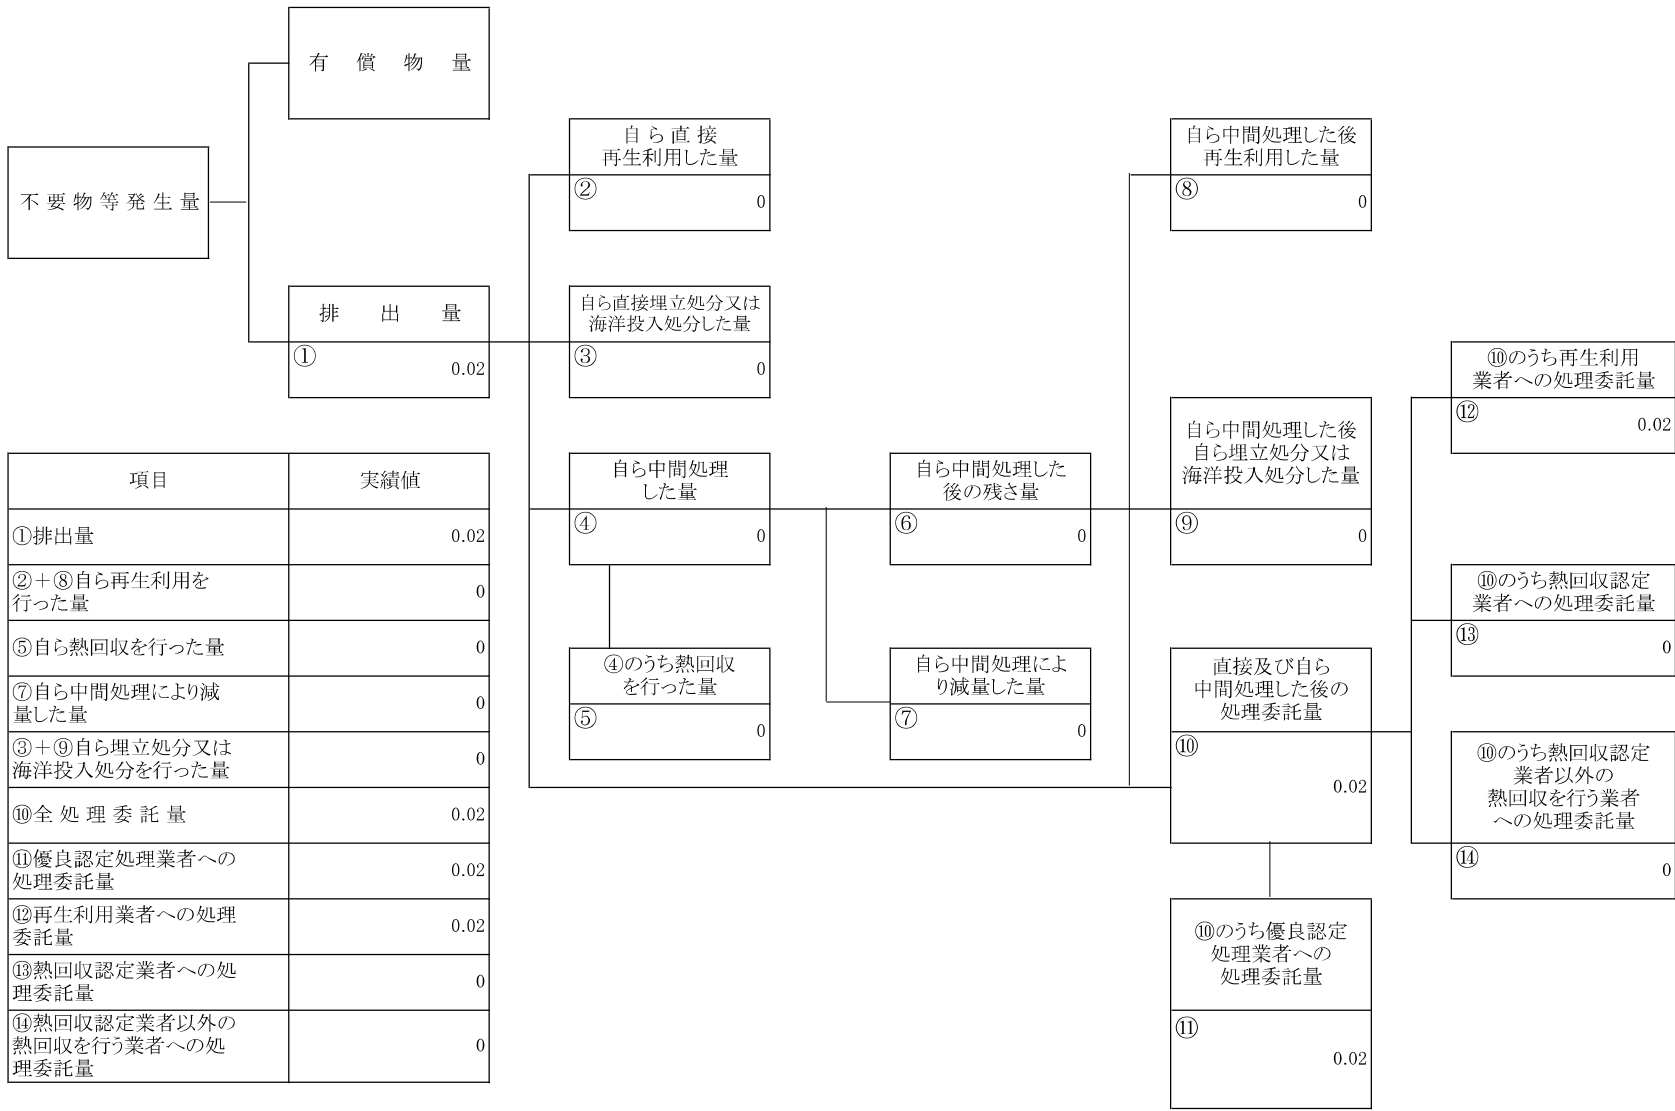 有償物量
不要物等発生量
排出量
①
0.02
自ら直接
再生利用した量
②
0
自ら直接埋立処分又は
海洋投入処分した量
③
0
自ら中間処理
した量
④
0
④のうち熱回収
を行った量
⑤
0
自ら中間処理した
後の残さ量
⑥
0
自ら中間処理によ
り減量した量
⑦
0
自ら中間処理した後
再生利用した量
⑧
0
自ら中間処理した後
自ら埋立処分又は
海洋投入処分した量
⑨
0
直接及び自ら
中間処理した後の
処理委託量
⑩
0.02
⑩のうち優良認定
処理業者への
処理委託量
⑪
0.02
⑩のうち再生利用
業者への処理委託量
⑫
0.02
⑩のうち熱回収認定
業者への処理委託量
⑬
0
⑩のうち熱回収認定
業者以外の
熱回収を行う業者
への処理委託量
⑭
0
項目 実績値
①排出量 0.02
②+⑧自ら再生利用を
行った量
0
⑤自ら熱回収を行った量 0
⑦自ら中間処理により減
量した量
0
③+⑨自ら埋立処分又は
海洋投入処分を行った量
0
⑩全処理委託量 0.02
⑪優良認定処理業者への
処理委託量
0.02
⑫再生利用業者への処理
委託量
0.02
⑬熱回収認定業者への処
理委託量
0
⑭熱回収認定業者以外の
熱回収を行う業者への処
理委託量
0